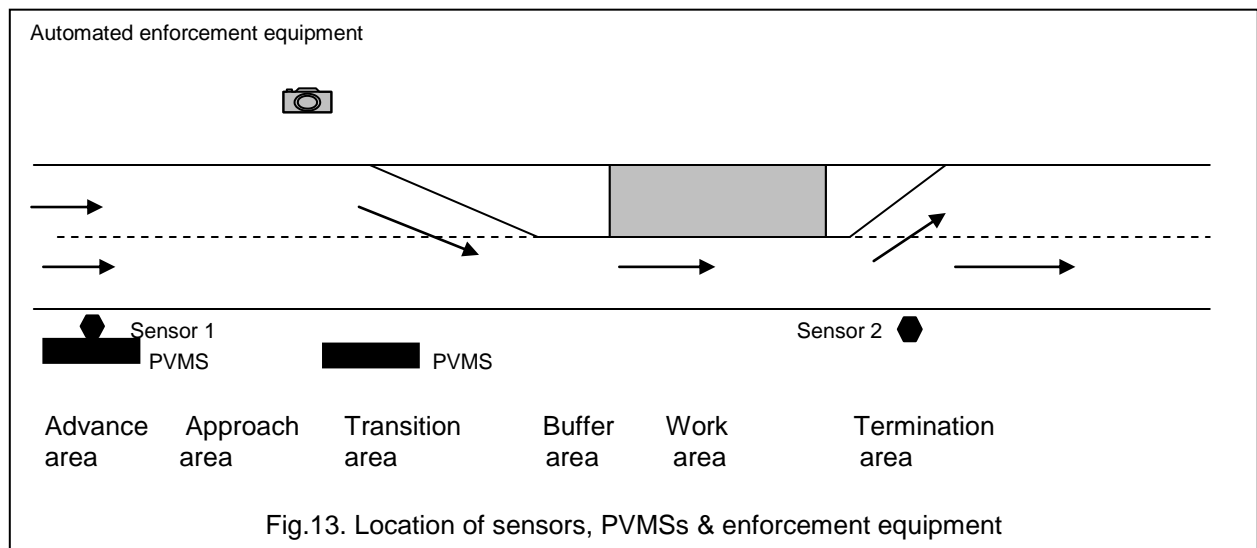 Automated enforcement equipment
Sensor 1
PVMS
PVMS
Sensor 2
Advance area
Approach area
Transition area
Buffer area
Work area
Termination area
Fig.13. Location of sensors, PVMSs & enforcement equipment